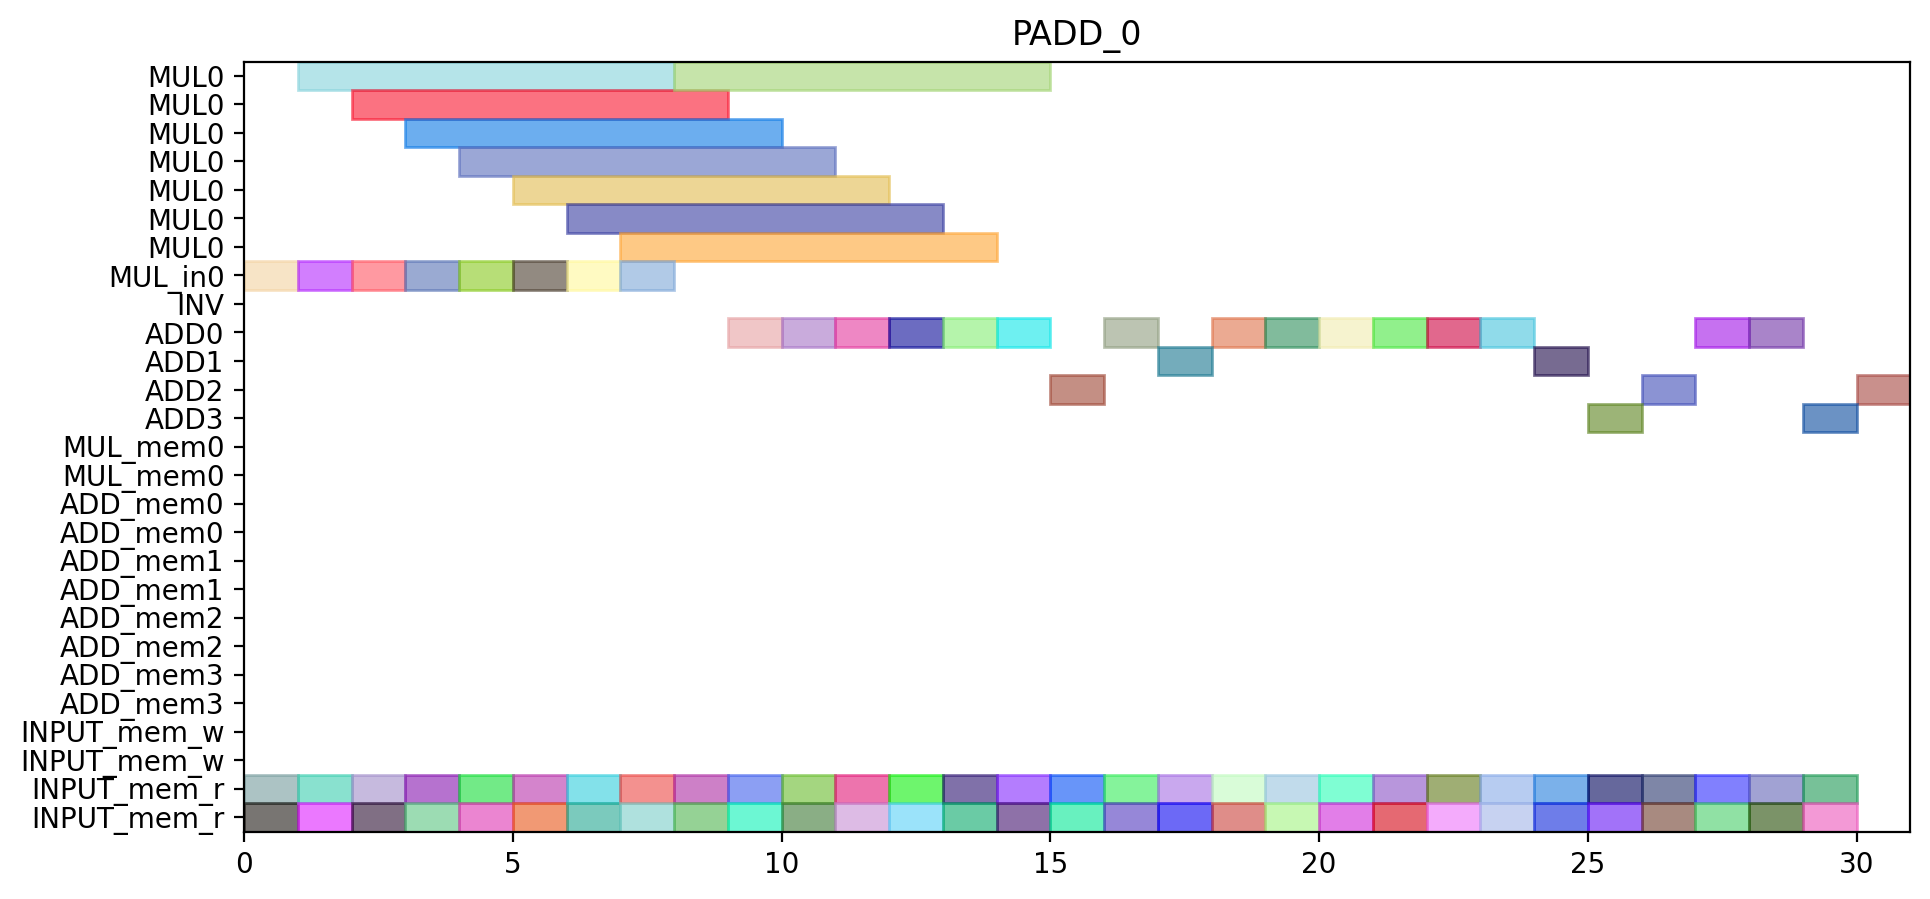 PADD_0
MUL0
MUL0
MUL0
MUL0
MUL0
MUL0
MUL0
MUL_in0
INV
ADD0
ADD1
ADD2
ADD3
MUL_mem0
MUL_mem0
ADD_mem0
ADD_mem0
ADD_mem1
ADD_mem1
ADD_mem2
ADD_mem2
ADD_mem3
ADD_mem3
INPUT_mem_w
INPUT_mem_w
INPUT_mem_r
INPUT_mem_r
0 5 10 15 20 25 30